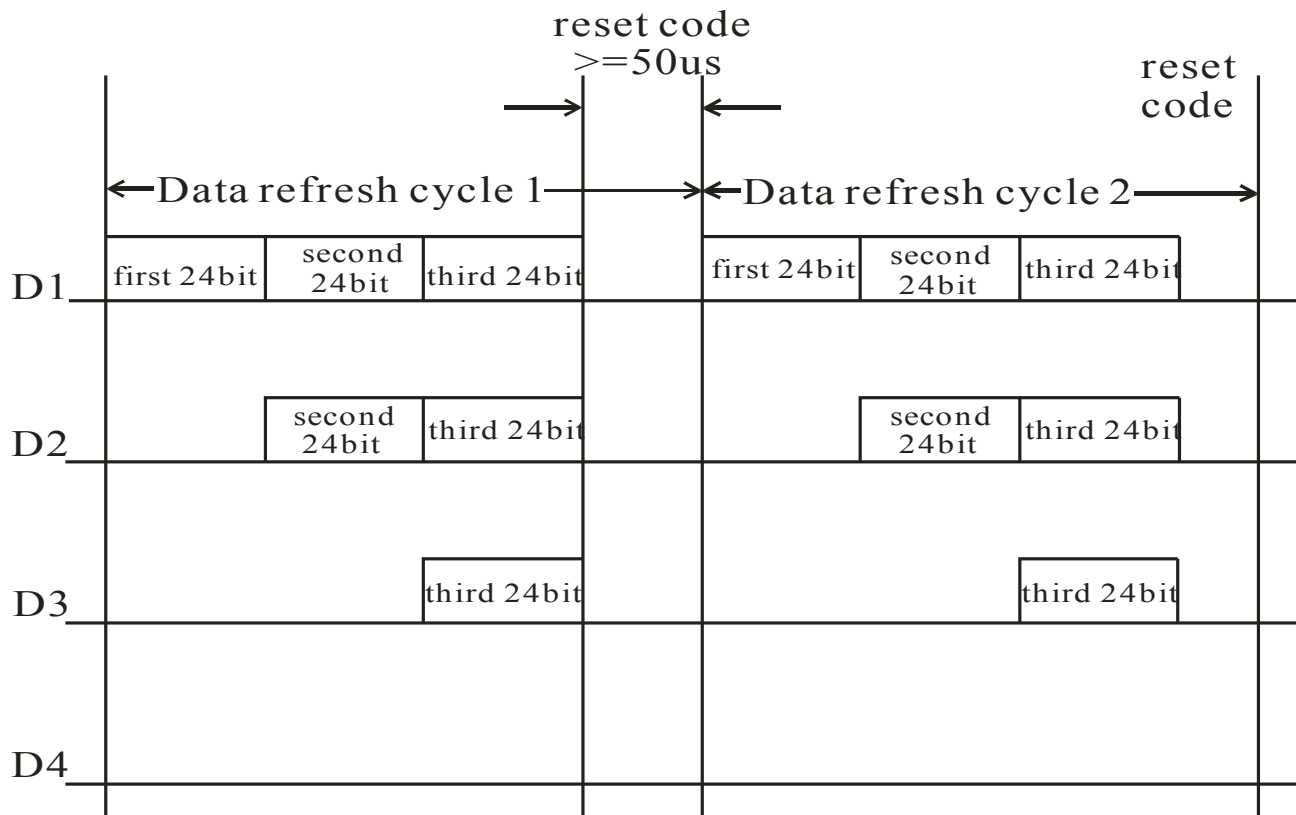 reset code
>=50us
reset
code
Data refresh cycle 1
Data refresh cycle 2
D1
first 24bit
second
24bit
third 24bit
first 24bit
second
24bit
third 24bit
D2
second
24bit
third 24bit
second
24bit
third 24bit
D3
third 24bit
third 24bit
D4